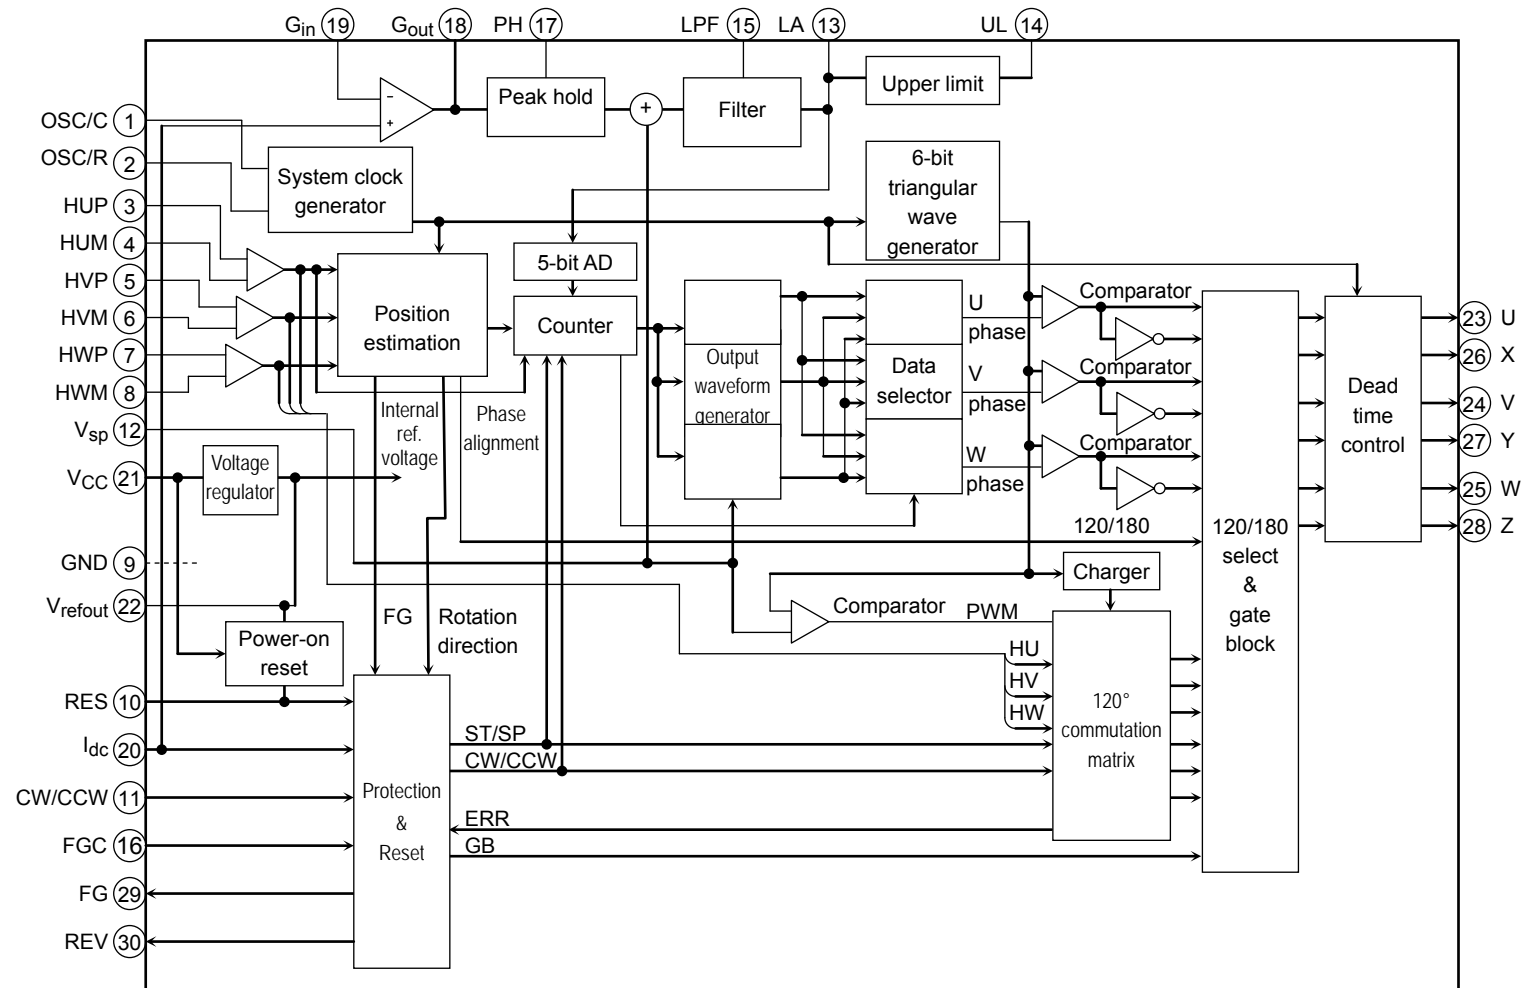 Gin 19
Gout 18
PH 17
LPF 15
LA 13
UL 14
OSC/C 1
OSC/R 2
HUP 3
HUM 4
HVP 5
HVM 6
HWP 7
HWM 8
Vsp 12
VCC 21
GND 9
Vrefout 22
RES 10
Idc 20
CW/CCW 11
FGC 16
FG 29
REV 30
−
+
Peak hold
+
Filter
Upper limit
System clock
generator
6-bit
triangular
wave
generator
5-bit AD
Position
estimation
Counter
Output
waveform
generator
Data
selector
U
phase
V
phase
W
phase
Comparator
Comparator
Comparator
120/180
120/180
select
&
gate
block
Dead
time
control
23 U
26 X
24 V
27 Y
25 W
28 Z
Internal
ref.
voltage
Phase
alignment
Voltage
regulator
Power-on
reset
FG
Rotation
direction
Comparator
PWM
Charger
HU
HV
HW
120°
commutation
matrix
ST/SP
CW/CCW
ERR
GB
Protection
&
Reset